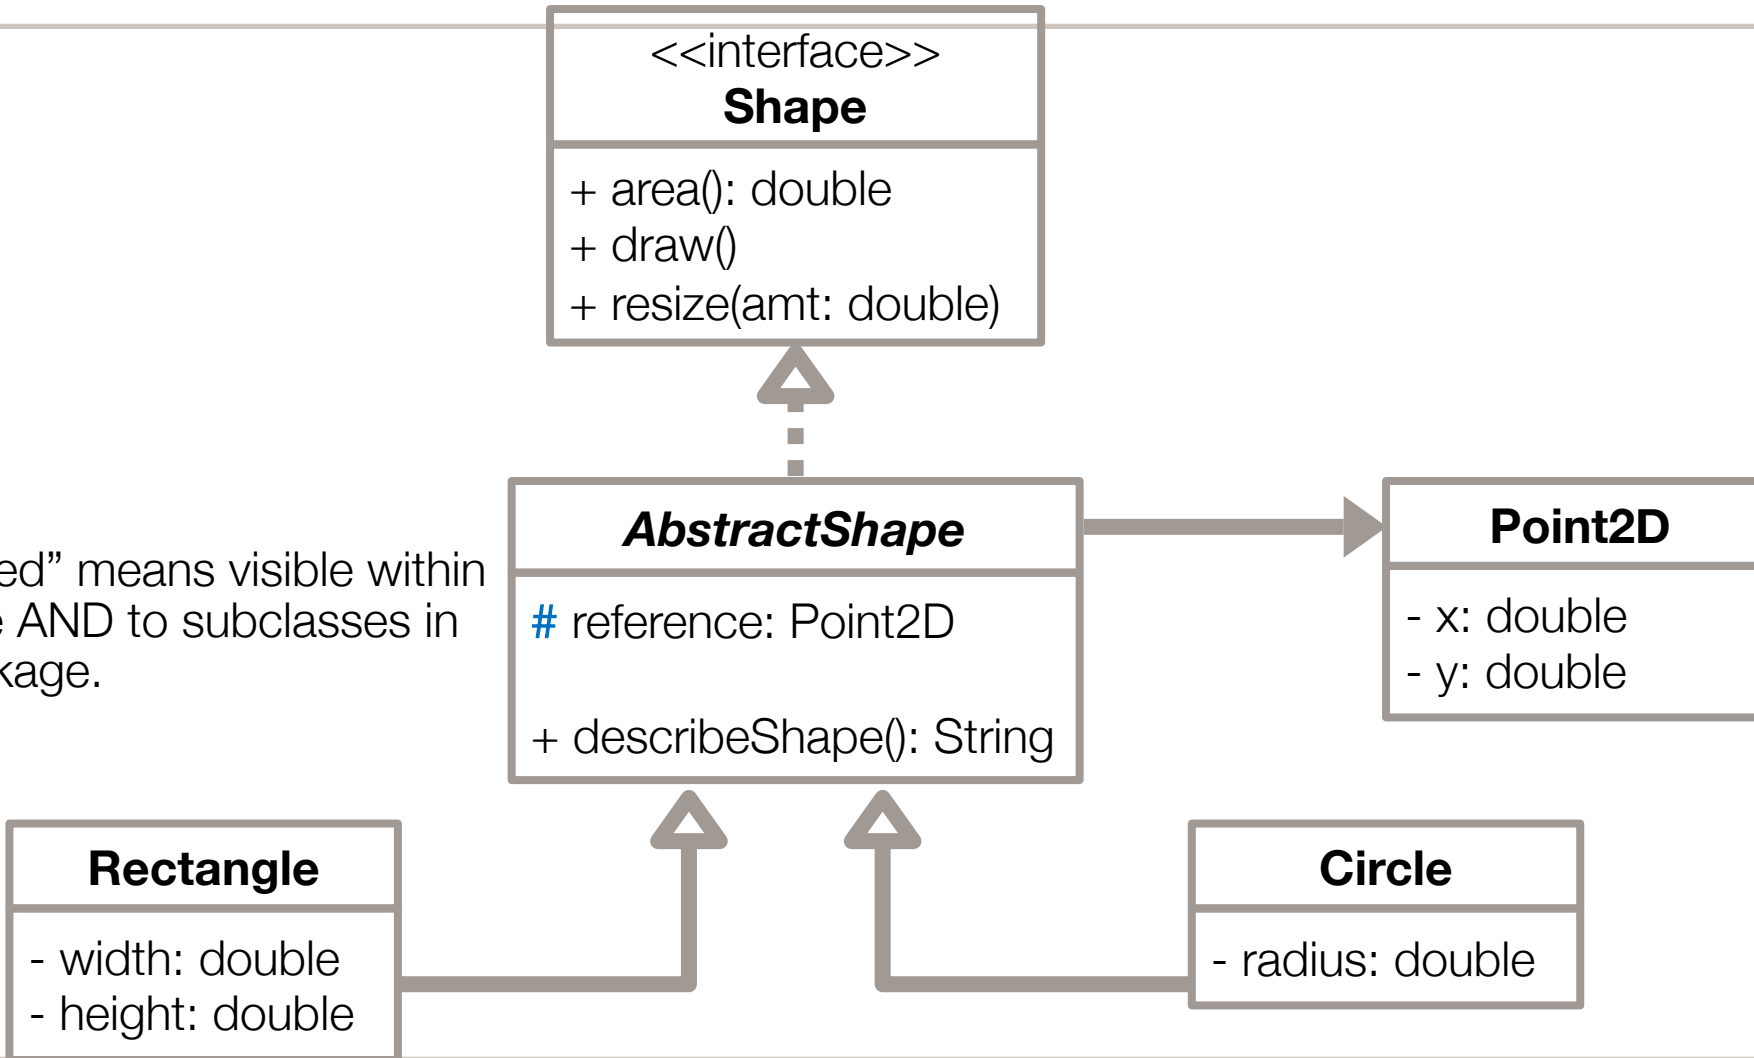 <<interface>>
Shape
+ area(): double
+ draw()
+ resize(amt: double)
ed” means visible within
e AND to subclasses in
kage.
AbstractShape
# reference: Point2D
+ describeShape(): String
Point2D
- x: double
- y: double
Rectangle
- width: double
- height: double
Circle
- radius: double